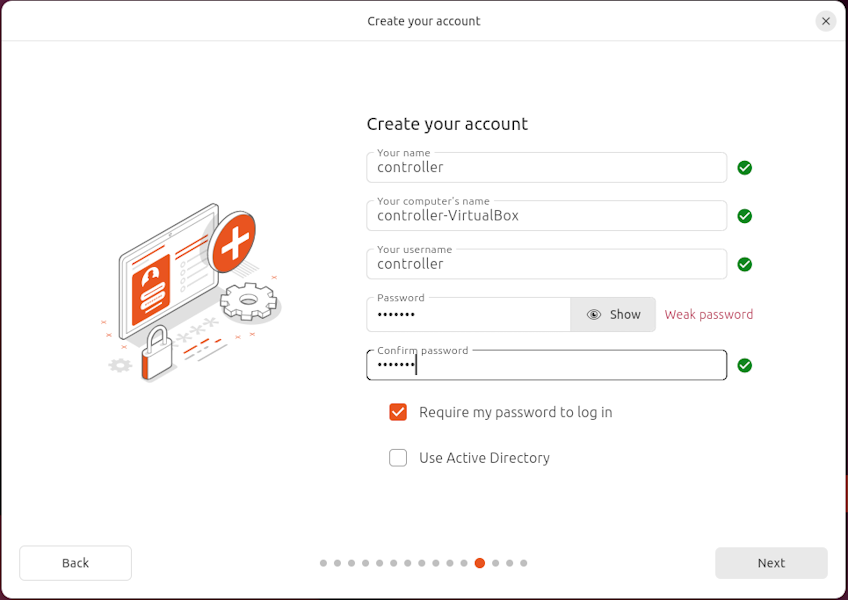 Create your account
Create your account
Your name
controller
Your computer's name
controller-VirtualBox
Your username
controller
Password
•••••••
Show
Weak password
Confirm password
•••••••
Require my password to log in
Use Active Directory
Back
Next